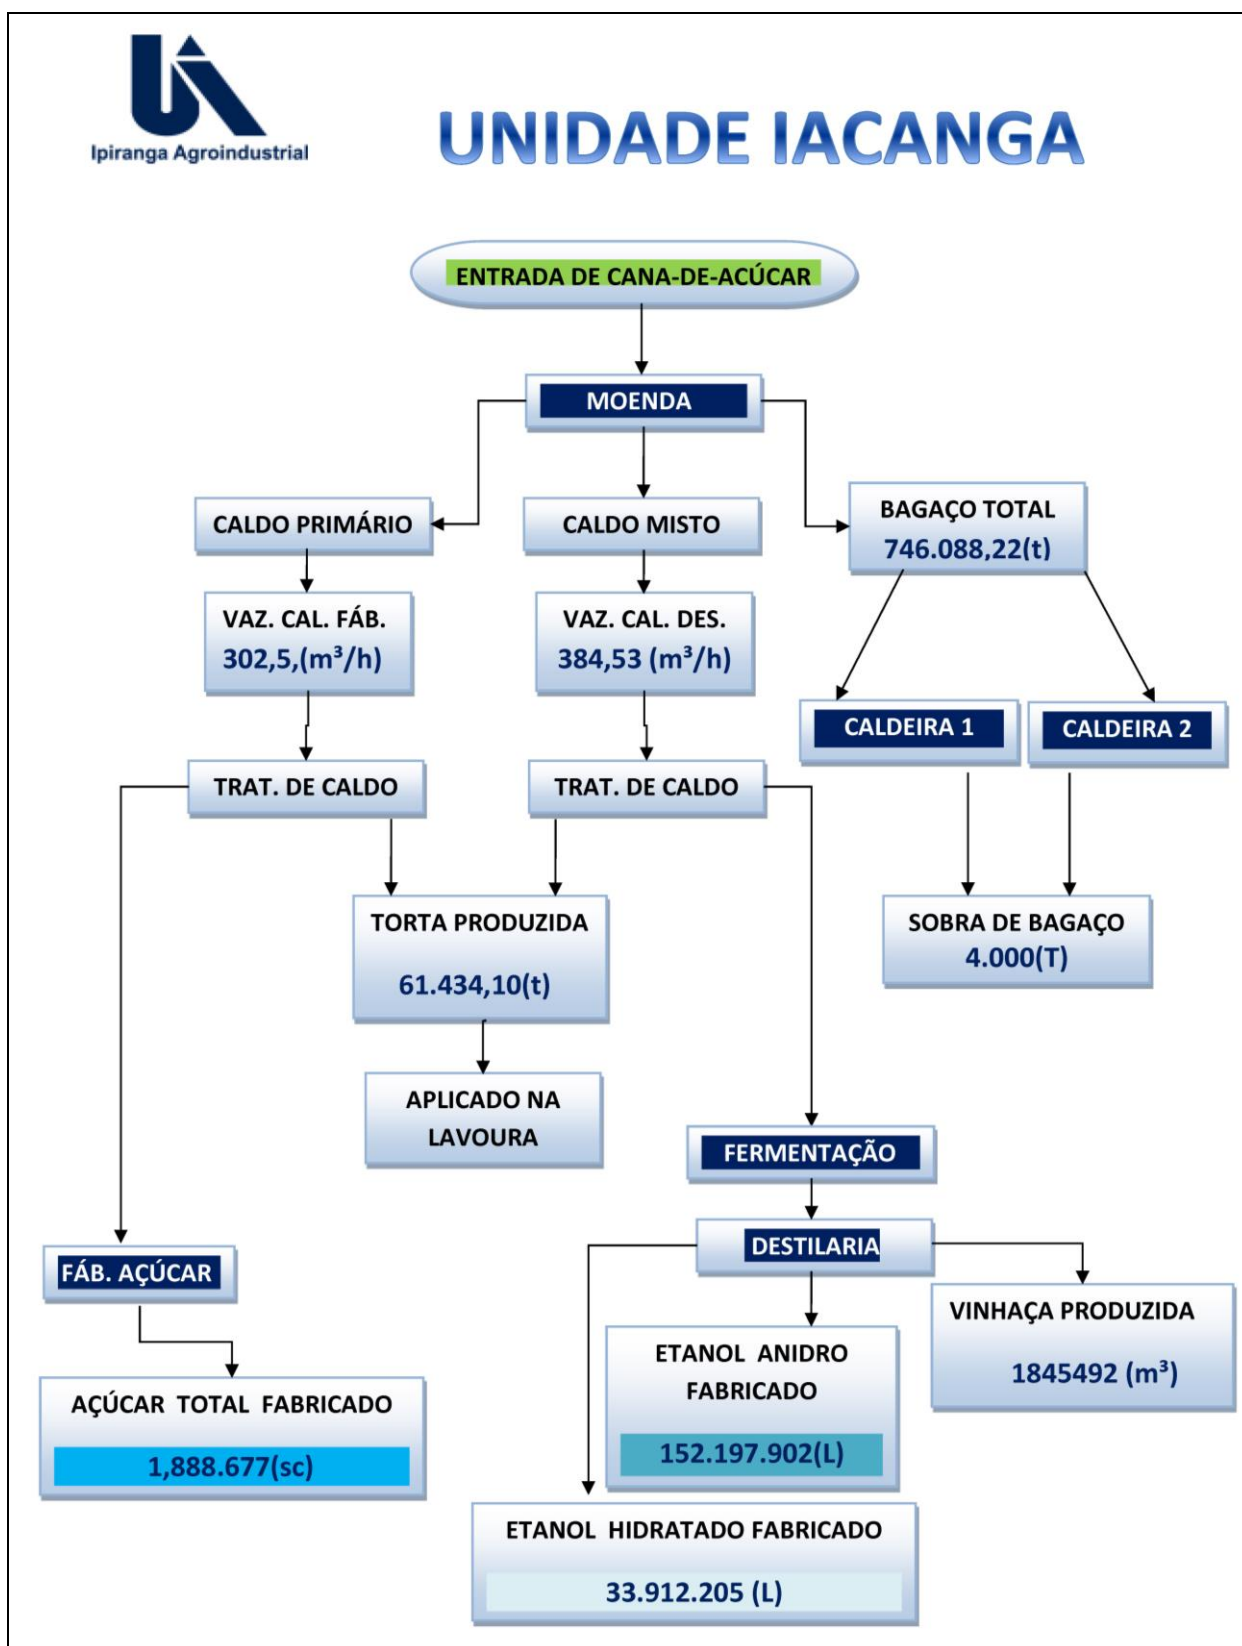 Ipiranga Agroindustrial
UNIDADE IACANGA
ENTRADA DE CANA-DE-ACÚCAR
MOENDA
CALDO PRIMÁRIO
CALDO MISTO
BAGAÇO TOTAL
746.088,22(t)
VAZ. CAL. FÁB.
302,5,(m³/h)
VAZ. CAL. DES.
384,53 (m³/h)
CALDEIRA 1
CALDEIRA 2
TRAT. DE CALDO
TRAT. DE CALDO
TORTA PRODUZIDA
61.434,10(t)
SOBRA DE BAGAÇO
4.000(T)
APLICADO NA
LAVOURA
FERMENTAÇÃO
DESTILARIA
FÁB. AÇÚCAR
VINHAÇA PRODUZIDA
1845492 (m³)
ETANOL ANIDRO
FABRICADO
152.197.902(L)
AÇÚCAR TOTAL FABRICADO
1,888.677(sc)
ETANOL HIDRATADO FABRICADO
33.912.205 (L)